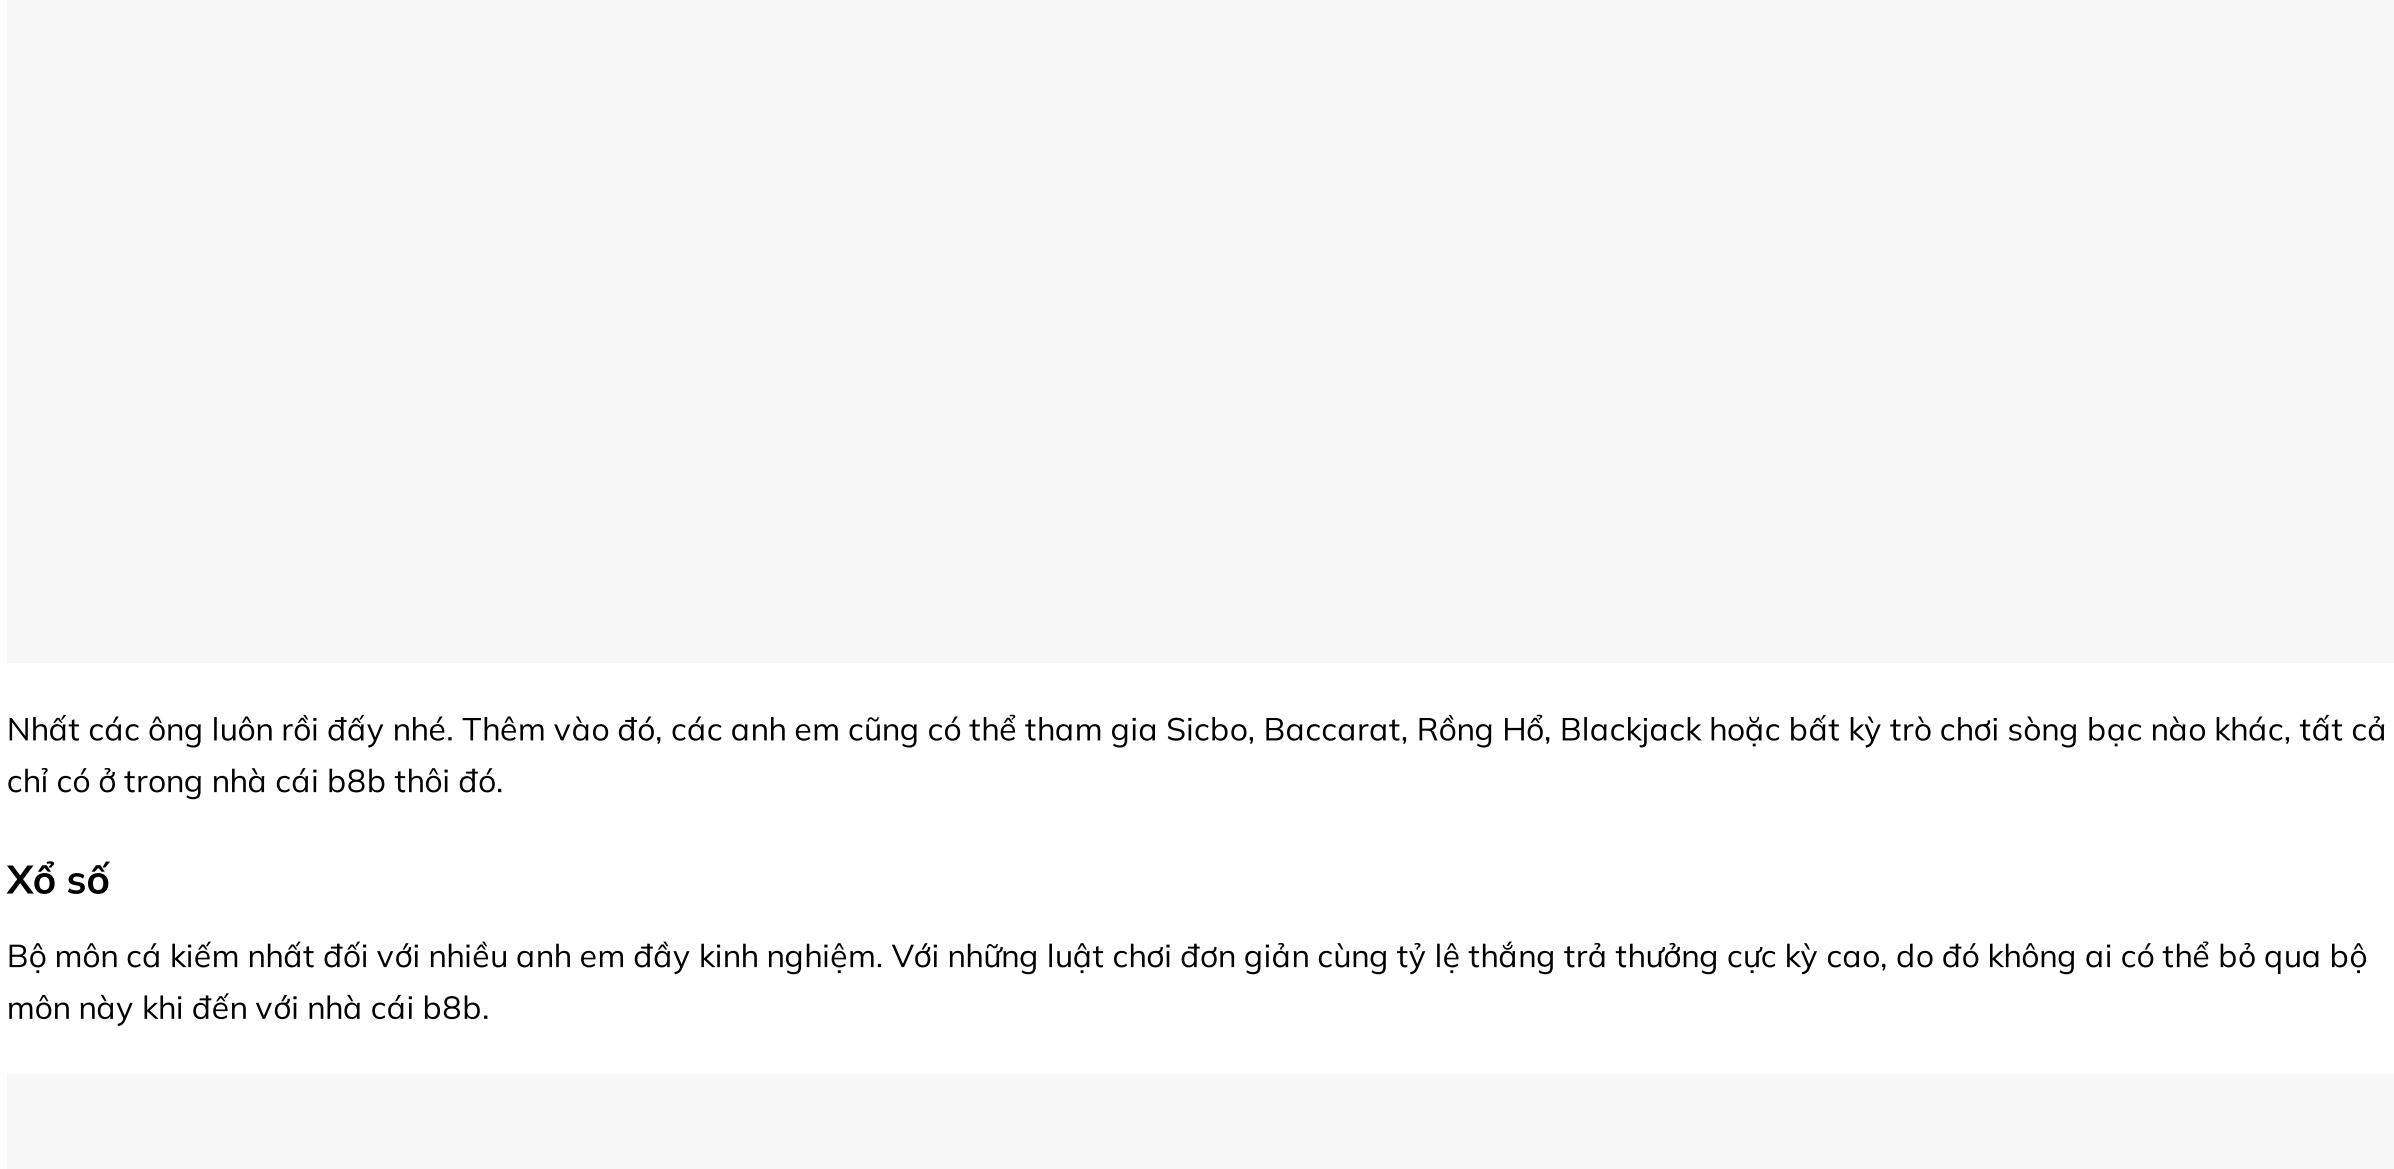 Nhất các ông luôn rồi đấy nhé. Thêm vào đó, các anh em cũng có thể tham gia Sicbo, Baccarat, Rồng Hổ, Blackjack hoặc bất kỳ trò chơi sòng bạc nào khác, tất cả
chỉ có ở trong nhà cái b8b thôi đó.
Xổ số
Bộ môn cá kiếm nhất đối với nhiều anh em đầy kinh nghiệm. Với những luật chơi đơn giản cùng tỷ lệ thắng trả thưởng cực kỳ cao, do đó không ai có thể bỏ qua bộ
môn này khi đến với nhà cái b8b.